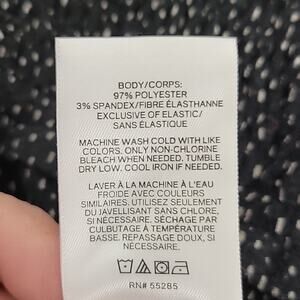 BODY/CORPS:
97% POLYESTER
3% SPANDEX/FIBRE ÉLASTHANNE
EXCLUSIVE OF ELASTIC/
SANS ÉLASTIQUE
MACHINE WASH COLD WITH LIKE
COLORS. ONLY NON-CHLORINE
BLEACH WHEN NEEDED. TUMBLE
DRY LOW. COOL IRON IF NEEDED.
LAVER À LA MACHINE À L'EAU
FROIDE AVEC COULEURS
SIMILAIRES. UTILISEZ SEULEMENT
DU JAVELLISANT SANS CHLORE,
SI NÉCESSAIRE. SÉCHAGE PAR
CULBUTAGE À TEMPÉRATURE
BASSE. REPASSAGE DOUX, SI
NÉCESSAIRE.
RN# 55285